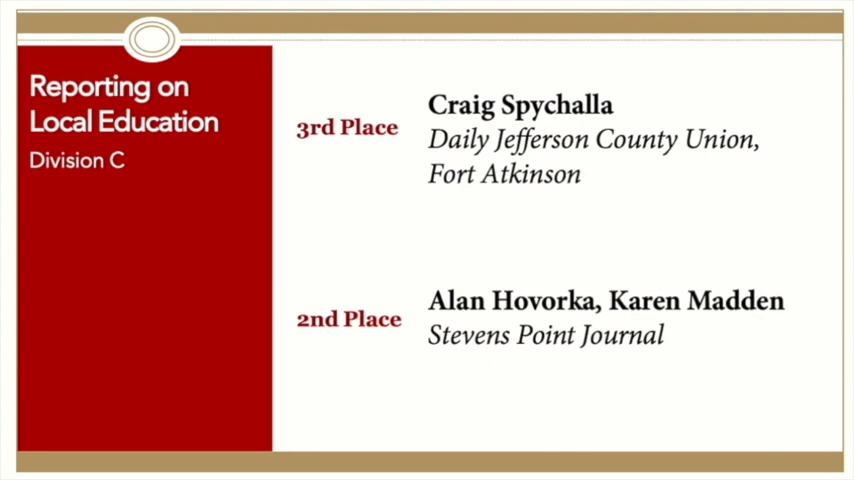 Reporting on
Local Education
Division C
3rd Place
Craig Spychalla
Daily Jefferson County Union,
Fort Atkinson
2nd Place
Alan Hovorka, Karen Madden
Stevens Point Journal